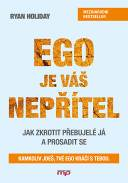 RYAN HOLIDAY
MEZINÁRODNÍ
BESTSELLER
EGO
JE VÁŠ
NEPŘÍTEL
JAK ZKROTIT PŘEBUJELÉ JÁ
A PROSADIT SE
KAMKOLIV JDEŠ, TVÉ EGO KRÁČÍ S TEBOU.
mp